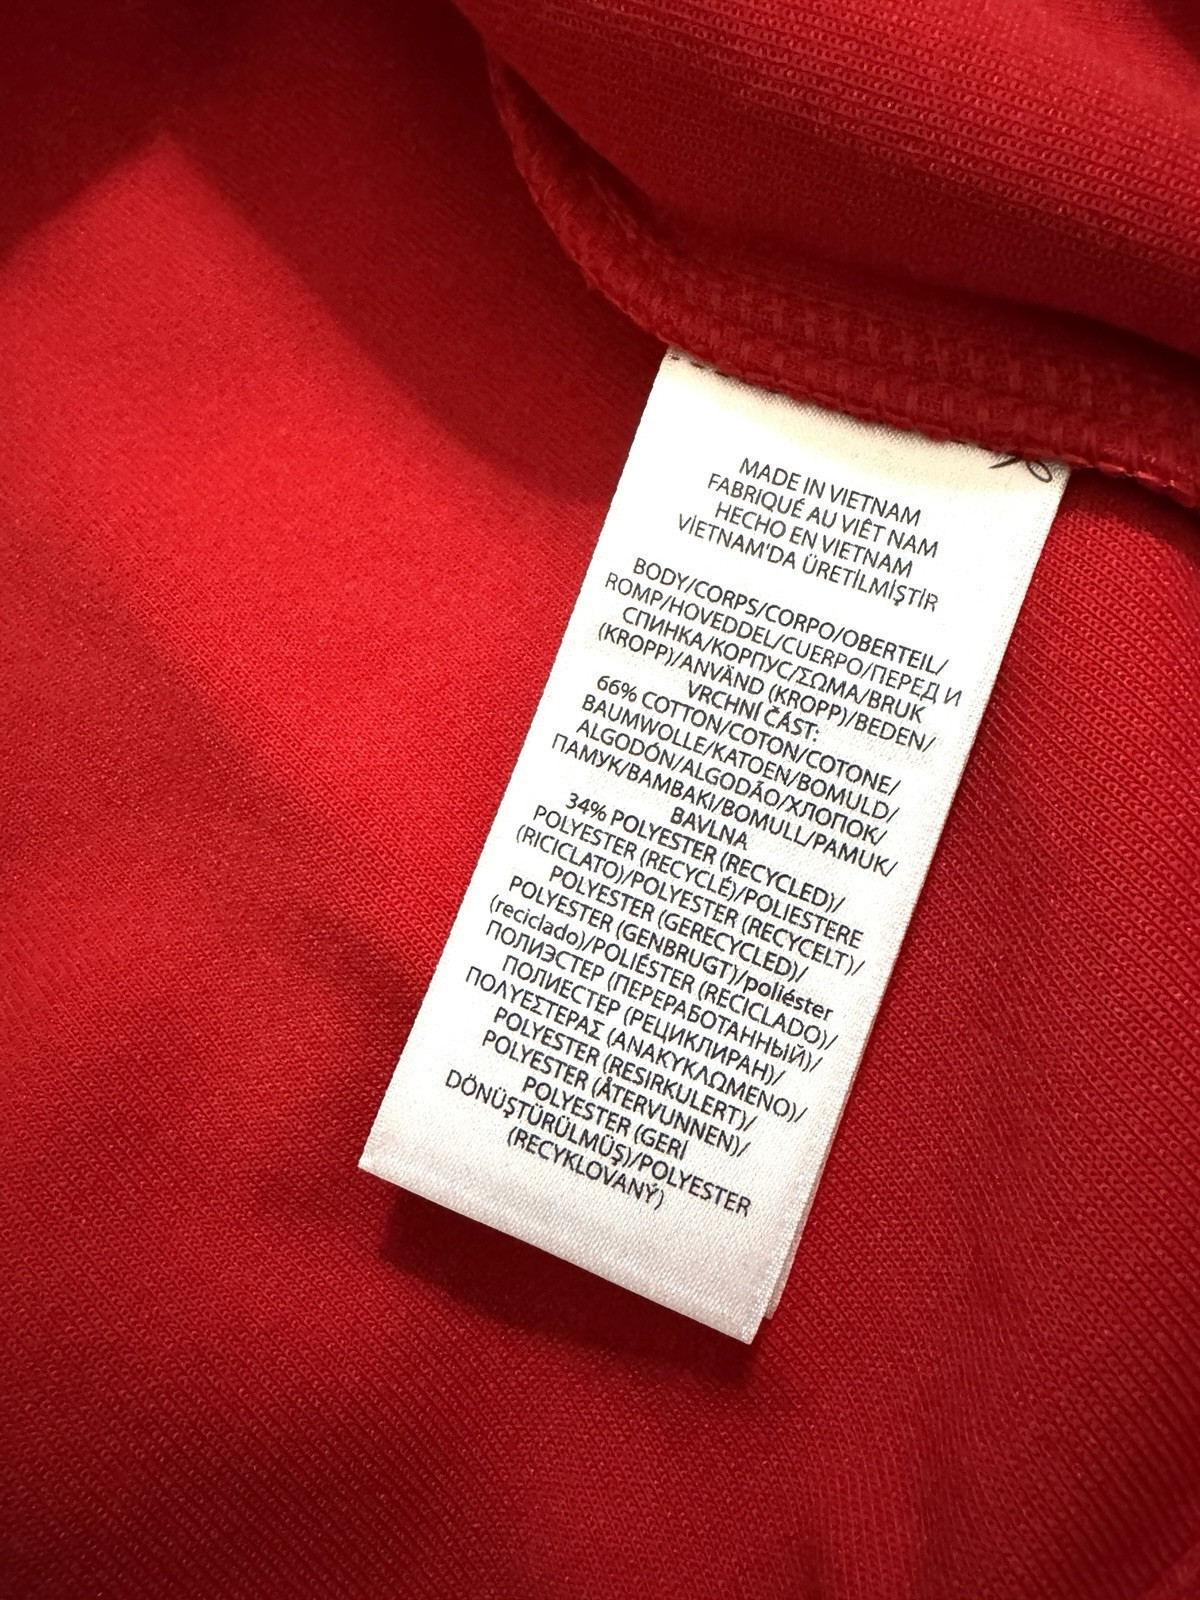 MADE IN VIETNAM
FABRIQUÉ AU VIÊT NAM
HECHO EN VIETNAM
VİETNAM'DA ÜRETİLMİŞTİR
BODY/CORPS/CORPO/OBERTEIL/
ROMP/HOVEDDEL/CUERPO/ПЕРЕД И
СПИНКА/КОРПУС/ΣΩΜΑ/BRUK
(KROPP)/ANVÄND (KROPP)/BEDEN/
VRCHNÍ ČÁST:
66% COTTON/COTON/COTONE/
BAUMWOLLE/KATOEN/BOMULD/
ALGODÓN/ALGODÃO/ХЛОПОК/
ПАМУК/ΒΑΜΒΑΚΙ/BOMULL/PAMUK/
BAVLNA
34% POLYESTER (RECYCLED)/
POLYESTER (RECYCLÉ)/POLIESTERE
(RICICLATO)/POLYESTER (RECYCELT)/
POLYESTER (GERECYCLED)/
POLYESTER (GENBRUGT)/poliéster
(reciclado)/POLIÉSTER (RECICLADO)/
ПОЛИЭСТЕР (ПЕРЕРАБОТАННЫЙ)/
ПОЛИЕСТЕР (РЕЦИКЛИРАН)/
ΠΟΛΥΕΣΤΕΡΑΣ (ΑΝΑΚΥΚΛΩΜΕΝΟ)/
POLYESTER (RESIRKULERT)/
POLYESTER (ÅTERVUNNEN)/
POLYESTER (GERİ
DÖNÜŞTÜRÜLMÜŞ)/POLYESTER
(RECYKLOVANÝ)